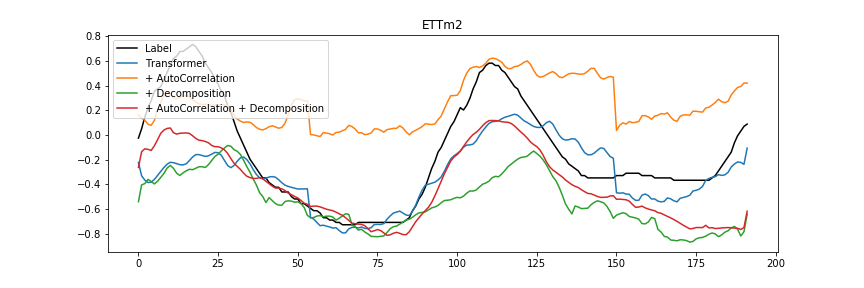 ETTm2
0.8
0.6
0.4
0.2
0.0
−0.2
−0.4
−0.6
−0.8
Label
Transformer
+ AutoCorrelation
+ Decomposition
+ AutoCorrelation + Decomposition
0 25 50 75 100 125 150 175 200